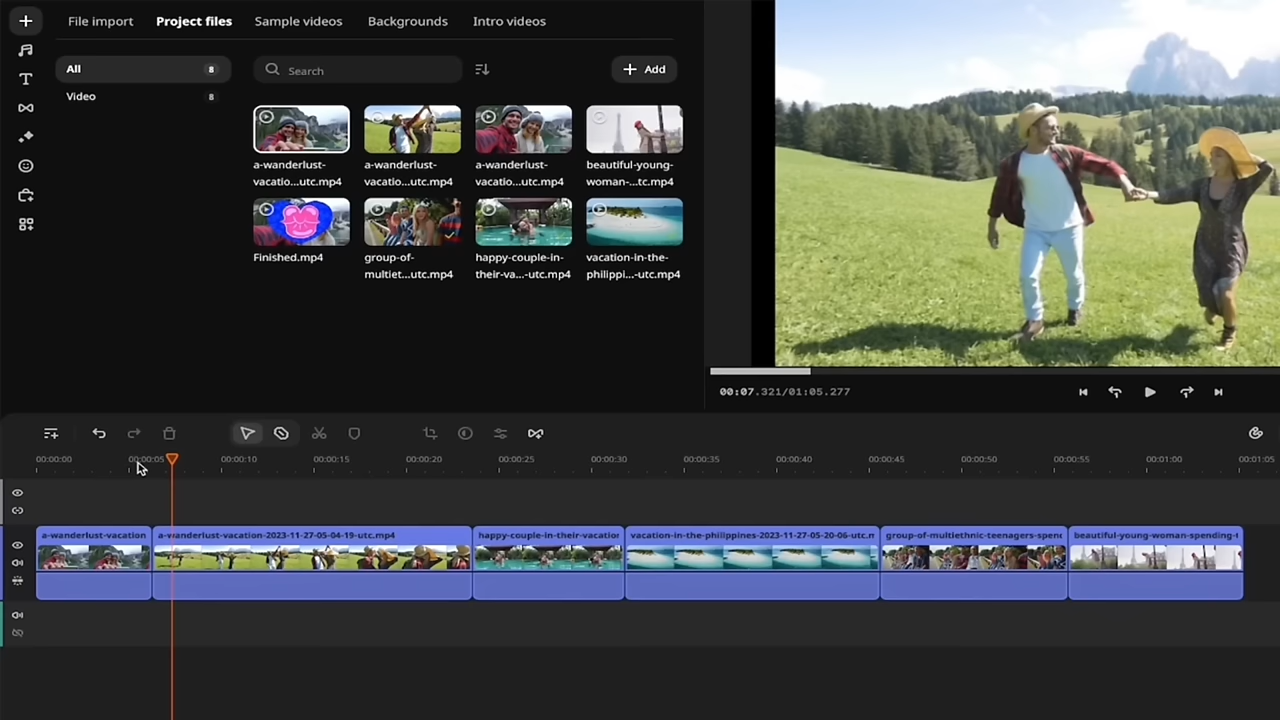 File import
Project files
Sample videos
Backgrounds
Intro videos
All
8
Search
Add
Video
8
a-wanderlust-
vacatio...utc.mp4
a-wanderlust-
vacatio...utc.mp4
a-wanderlust-
vacatio...utc.mp4
beautiful-young-
woman-...tc.mp4
Finished.mp4
group-of-
multiet...utc.mp4
happy-couple-in-
their-va...-utc.mp4
vacation-in-the-
philippi...-utc.mp4
00:07.321/01:05.277
00:00:00
00:00:05
00:00:10
00:00:15
00:00:20
00:00:25
00:00:30
00:00:35
00:00:40
00:00:45
00:00:50
00:00:55
00:01:00
00:01:05
a-wanderlust-vacation
a-wanderlust-vacation-2023-11-27-05-04-19-utc.mp4
happy-couple-in-their-vacation
vacation-in-the-philippines-2023-11-27-05-20-06-utc.m
group-of-multiethnic-teenagers-spend
beautiful-young-woman-spending-t